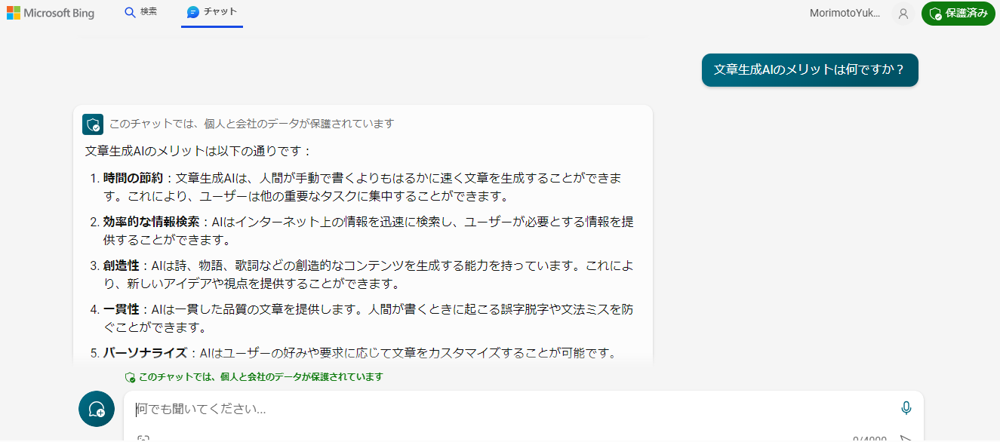 Microsoft Bing
検索
チャット
MorimotoYuk...
保護済み
文章生成AIのメリットは何ですか？
このチャットでは、個人と会社のデータが保護されています
文章生成AIのメリットは以下の通りです：
1. 時間の節約：文章生成AIは、人間が手動で書くよりもはるかに速く文章を生成することができま
す。これにより、ユーザーは他の重要なタスクに集中することができます。
2. 効率的な情報検索：AIはインターネット上の情報を迅速に検索し、ユーザーが必要とする情報を提
供することができます。
3. 創造性：AIは詩、物語、歌詞などの創造的なコンテンツを生成する能力を持っています。これによ
り、新しいアイデアや視点を提供することができます。
4. 一貫性：AIは一貫した品質の文章を提供します。人間が書くときに起こる誤字脱字や文法ミスを防
ぐことができます。
5. パーソナライズ：AIはユーザーの好みや要求に応じて文章をカスタマイズすることが可能です。
このチャットでは、個人と会社のデータが保護されています
何でも聞いてください...
0/4000